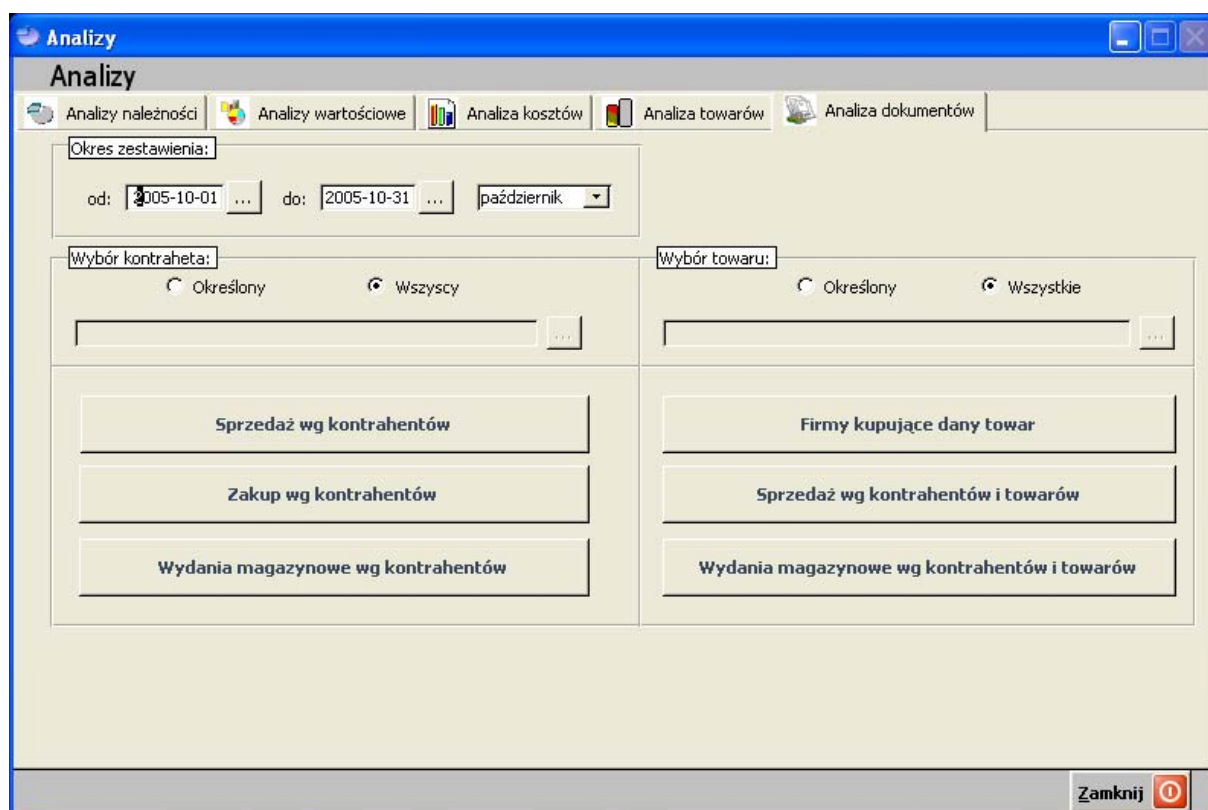 Analizy
Analizy
Analizy należności Analizy wartościowe Analiza kosztów Analiza towarów Analiza dokumentów
Okres zestawienia:
od: 2005-10-01 ... do: 2005-10-31 ... październik
Wybór kontraheta: Wybór towaru:
Określony Wszyscy Określony Wszystkie
... ...
Sprzedaż wg kontrahentów Firmy kupujące dany towar
Zakup wg kontrahentów Sprzedaż wg kontrahentów i towarów
Wydania magazynowe wg kontrahentów Wydania magazynowe wg kontrahentów i towarów
Zamknij